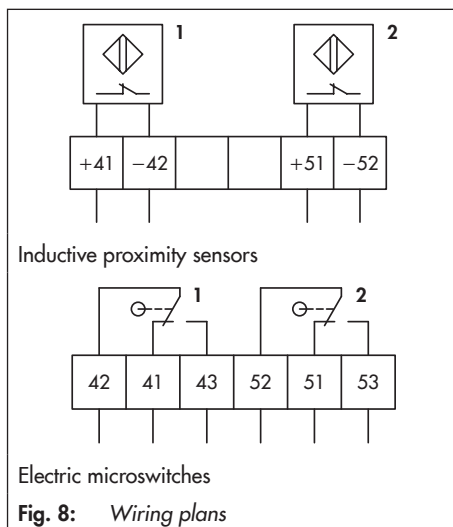 1 2
+41 −42 +51 −52
Inductive proximity sensors
1 2
42 41 43 52 51 53
Electric microswitches
Fig. 8: Wiring plans